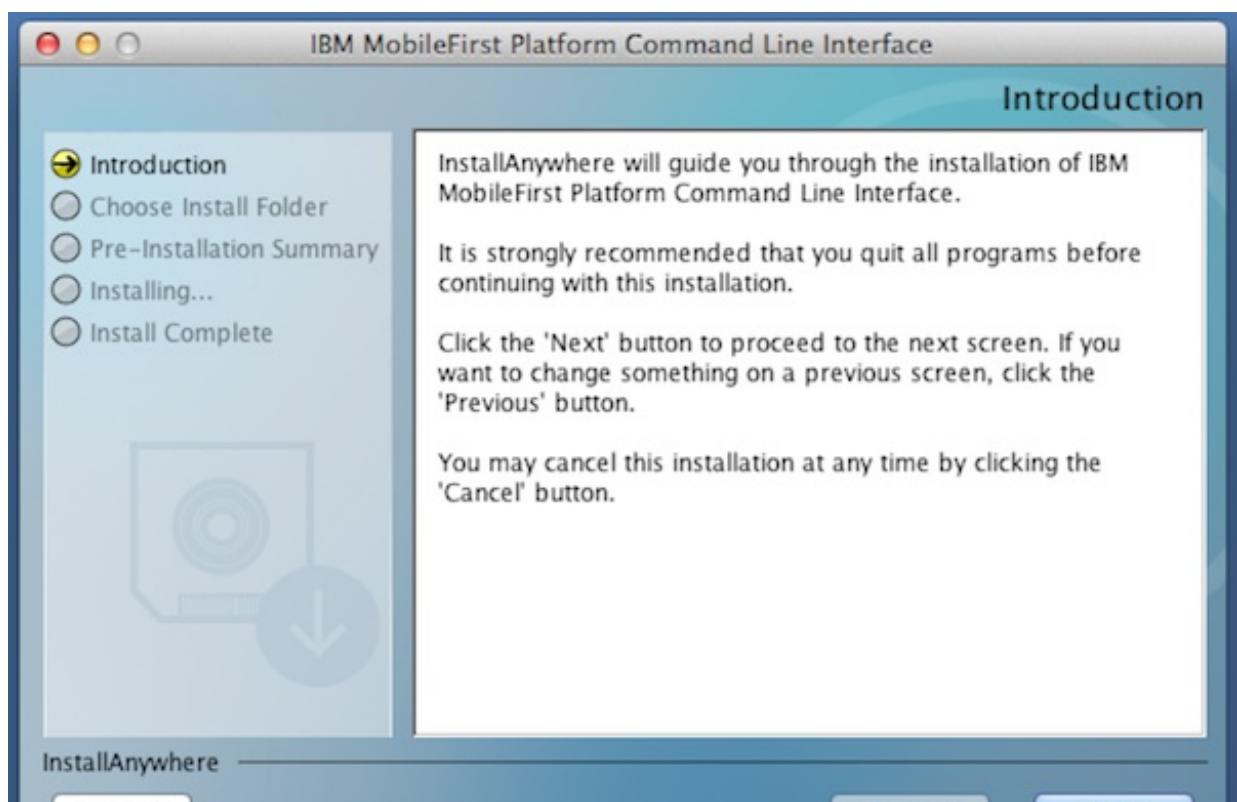 IBM MobileFirst Platform Command Line Interface
Introduction
Introduction
Choose Install Folder
Pre-Installation Summary
Installing...
Install Complete
InstallAnywhere will guide you through the installation of IBM
MobileFirst Platform Command Line Interface.
It is strongly recommended that you quit all programs before
continuing with this installation.
Click the 'Next' button to proceed to the next screen. If you
want to change something on a previous screen, click the
'Previous' button.
You may cancel this installation at any time by clicking the
'Cancel' button.
InstallAnywhere